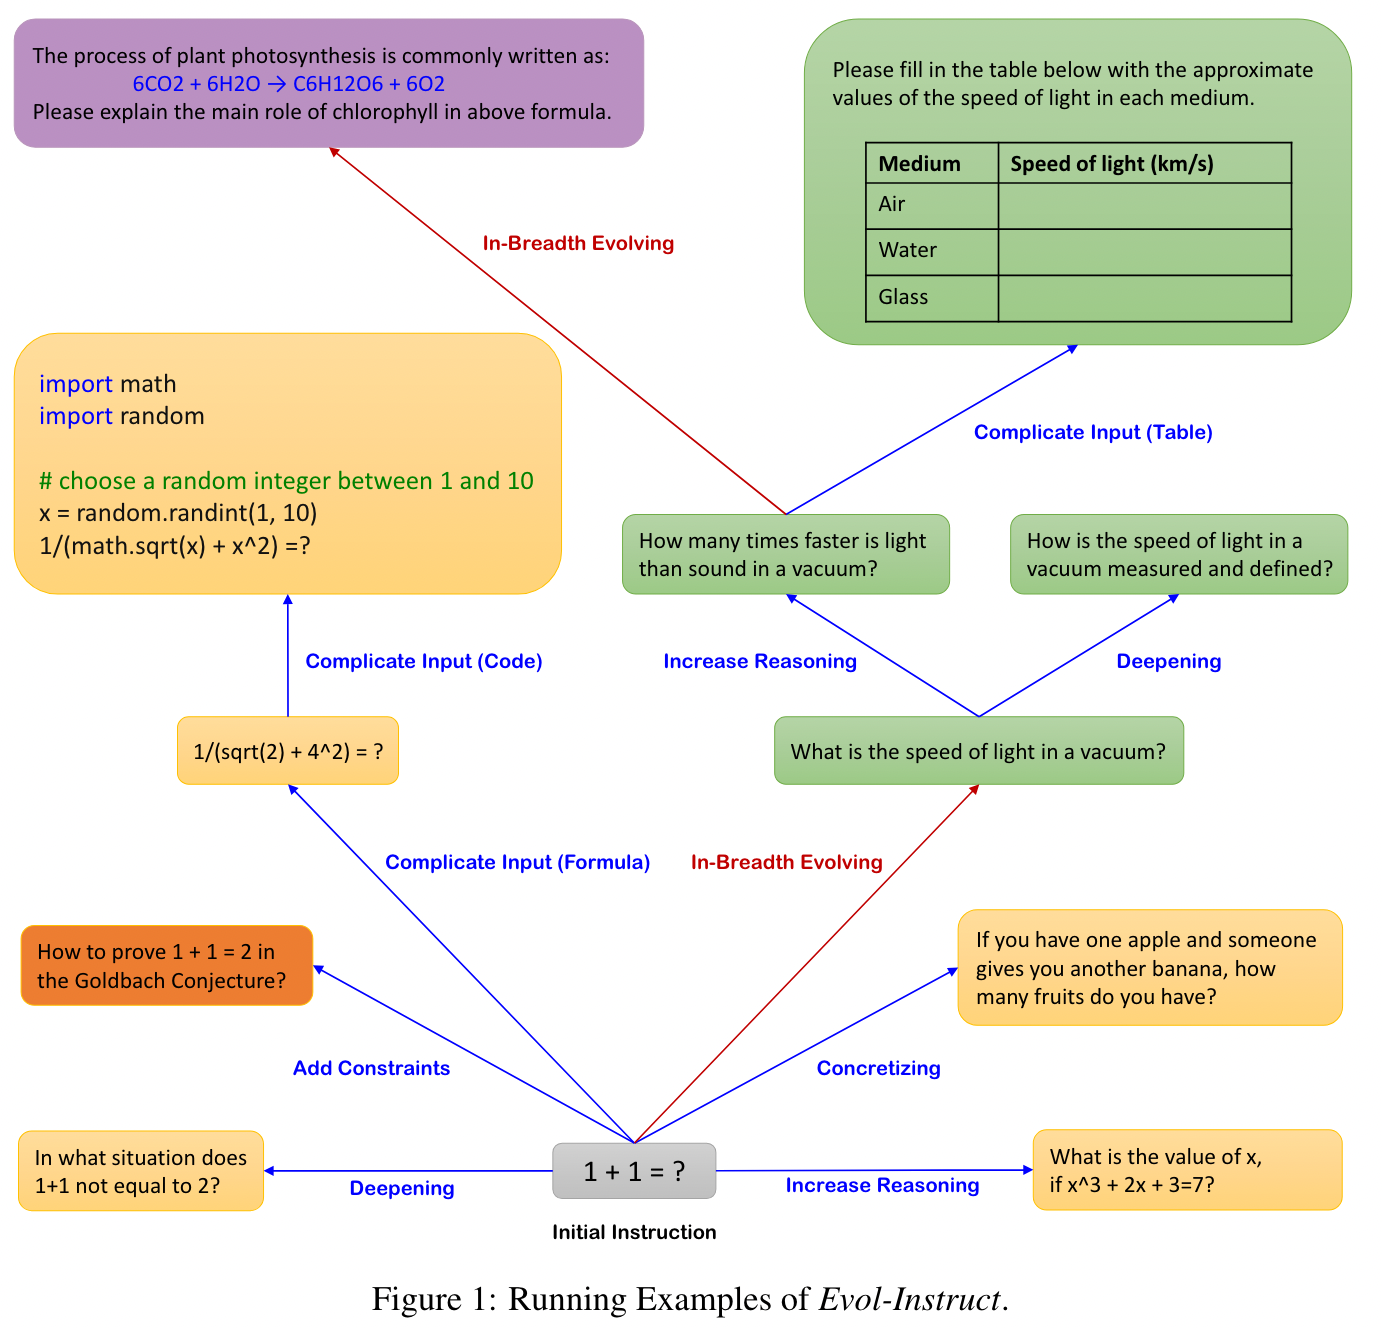 The process of plant photosynthesis is commonly written as:
6CO2 + 6H2O → C6H12O6 + 6O2
Please explain the main role of chlorophyll in above formula.
Please fill in the table below with the approximate
values of the speed of light in each medium.
Medium Speed of light (km/s)
Air
Water
Glass
In-Breadth Evolving
Complicate Input (Table)
import math
import random
# choose a random integer between 1 and 10
x = random.randint(1, 10)
1/(math.sqrt(x) + x^2) =?
How many times faster is light
than sound in a vacuum?
How is the speed of light in a
vacuum measured and defined?
Complicate Input (Code)
Increase Reasoning
Deepening
1/(sqrt(2) + 4^2) = ?
What is the speed of light in a vacuum?
Complicate Input (Formula)
In-Breadth Evolving
How to prove 1 + 1 = 2 in
the Goldbach Conjecture?
If you have one apple and someone
gives you another banana, how
many fruits do you have?
Add Constraints
Concretizing
In what situation does
1+1 not equal to 2?
Deepening
1 + 1 = ?
Increase Reasoning
What is the value of x,
if x^3 + 2x + 3=7?
Initial Instruction
Figure 1: Running Examples of Evol-Instruct.